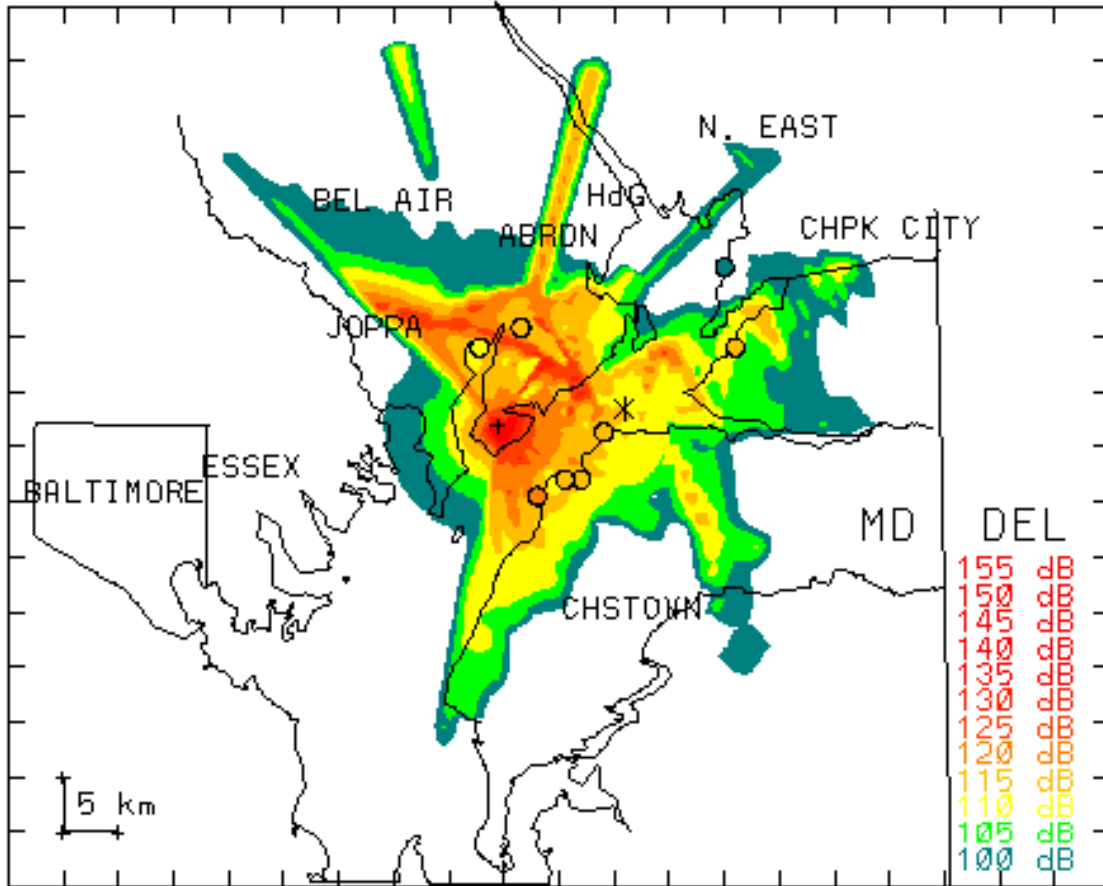 N. EAST
BEL AIR
HdG
ABRDN
CHPK CITY
JOPPA
ESSEX
BALTIMORE
MD
DEL
CHSTOWN
155 dB
150 dB
145 dB
140 dB
135 dB
130 dB
125 dB
120 dB
115 dB
110 dB
105 dB
100 dB
5 km